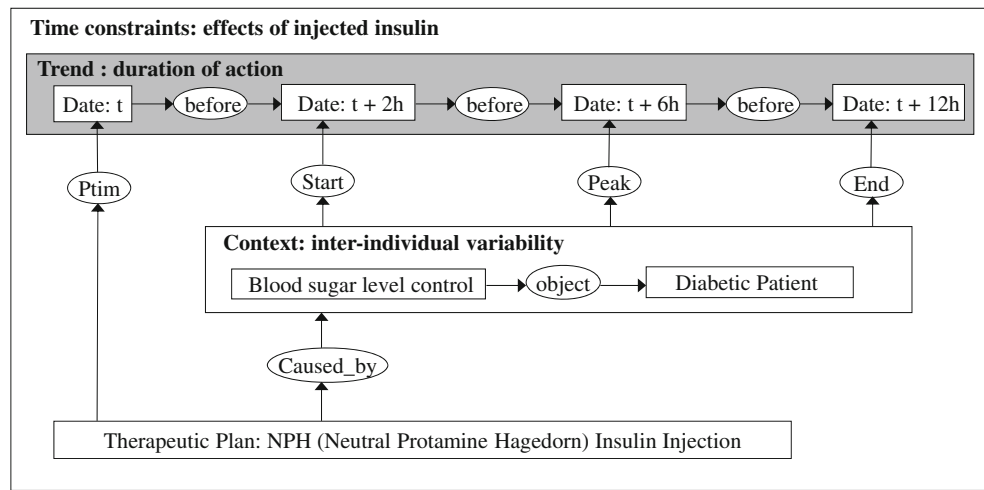 Time constraints: effects of injected insulin
Trend : duration of action
Date: t before Date: t + 2h before Date: t + 6h before Date: t + 12h
Ptim Start Peak End
Context: inter-individual variability
Blood sugar level control object Diabetic Patient
Caused_by
Therapeutic Plan: NPH (Neutral Protamine Hagedorn) Insulin Injection